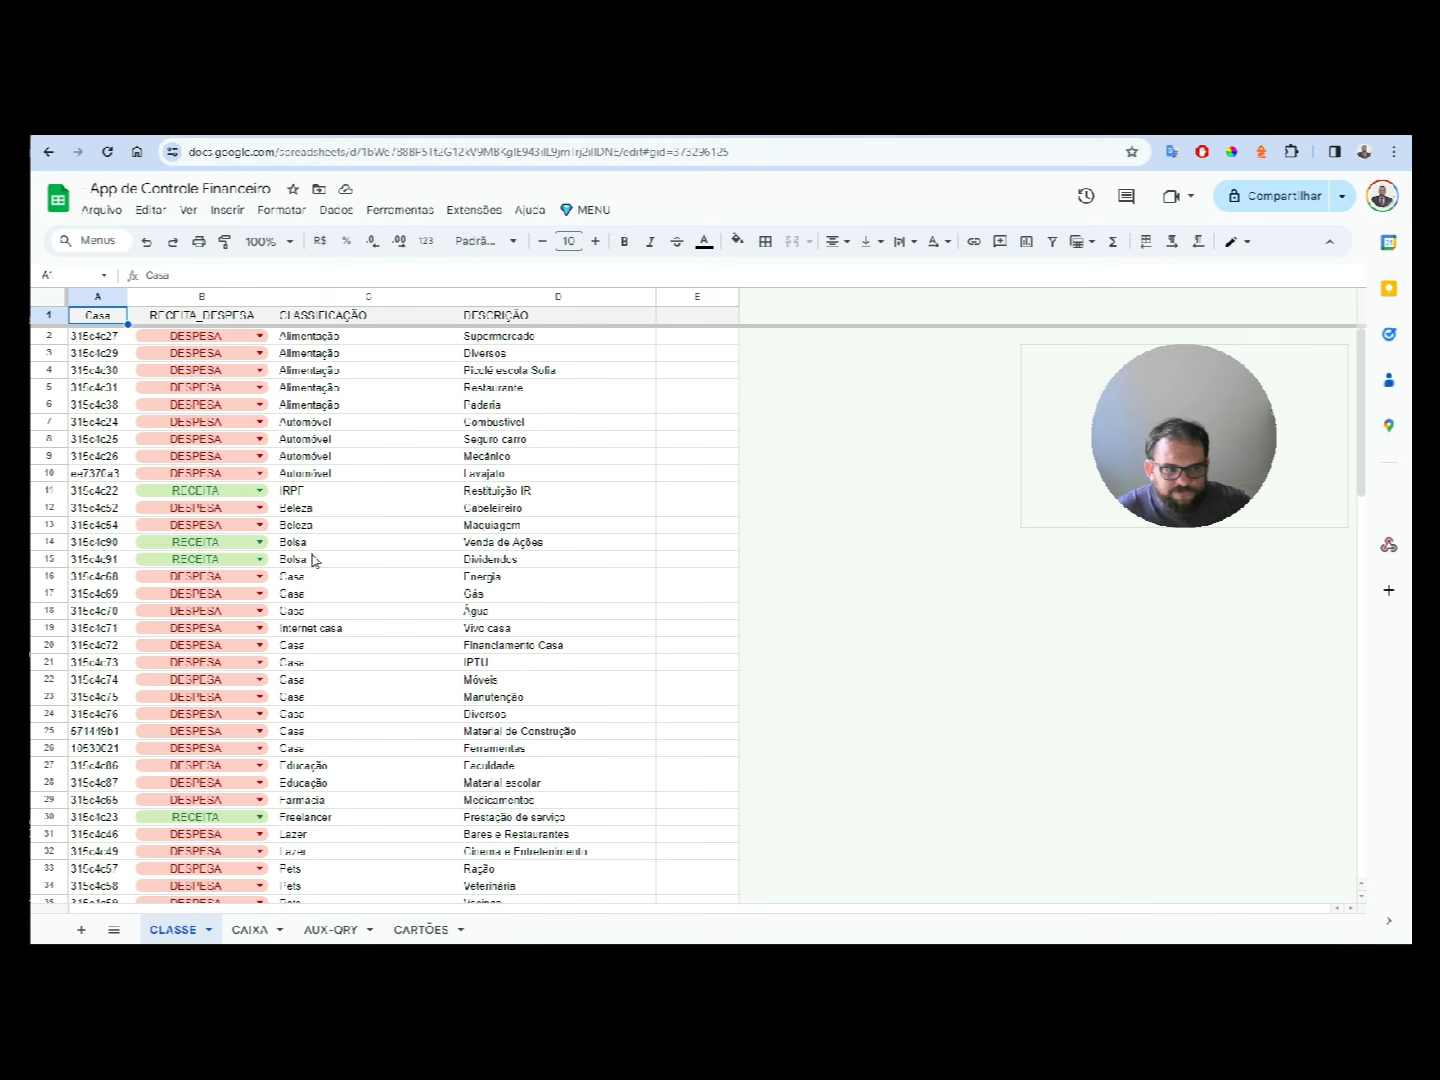 App de Controle Financeiro
Arquivo Editar Ver Inserir Formatar Dados Ferramentas Extensões Ajuda MENU
Compartilhar
Menus 100% R$ % .0 .00 123 Padrã... 10
A1 Casa
A B C D E
1 Casa RECEITA_DESPESA CLASSIFICAÇÃO DESCRIÇÃO
2 315c4c27 DESPESA Alimentação Supermercado
3 315c4c29 DESPESA Alimentação Diversos
4 315c4c30 DESPESA Alimentação Picolé escola Sofia
5 315c4c31 DESPESA Alimentação Restaurante
6 315c4c38 DESPESA Alimentação Padaria
7 315c4c24 DESPESA Automóvel Combustível
8 315c4c25 DESPESA Automóvel Seguro carro
9 315c4c26 DESPESA Automóvel Mecânico
10 ee7370a3 DESPESA Automóvel Lavajato
11 315c4c22 RECEITA IRPF Restituição IR
12 315c4c52 DESPESA Beleza Cabeleireiro
13 315c4c54 DESPESA Beleza Maquiagem
14 315c4c90 RECEITA Bolsa Venda de Ações
15 315c4c91 RECEITA Bolsa Dividendos
16 315c4c68 DESPESA Casa Energia
17 315c4c69 DESPESA Casa Gás
18 315c4c70 DESPESA Casa Água
19 315c4c71 DESPESA Internet casa Vivo casa
20 315c4c72 DESPESA Casa Financiamento Casa
21 315c4c73 DESPESA Casa IPTU
22 315c4c74 DESPESA Casa Móveis
23 315c4c75 DESPESA Casa Manutenção
24 315c4c76 DESPESA Casa Diversos
25 571449b1 DESPESA Casa Material de Construção
26 10530021 DESPESA Casa Ferramentas
27 315c4c86 DESPESA Educação Faculdade
28 315c4c87 DESPESA Educação Material escolar
29 315c4c65 DESPESA Farmácia Medicamentos
30 315c4c23 RECEITA Freelancer Prestação de serviço
31 315c4c46 DESPESA Lazer Bares e Restaurantes
32 315c4c49 DESPESA Lazer Cinema e Entretenimento
33 315c4c57 DESPESA Pets Ração
34 315c4c58 DESPESA Pets Veterinária
35 315c4c59 DESPESA Pets Vacinas
CLASSE CAIXA AUX-QRY CARTÕES